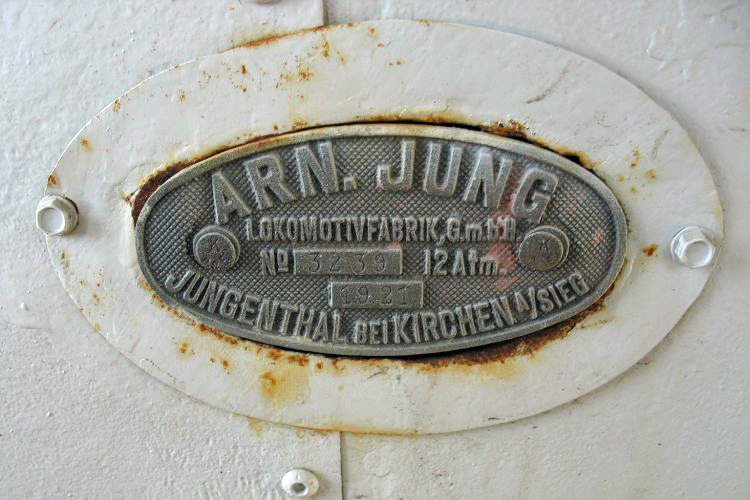 ARN. JUNG
LOKOMOTIVFABRIK, G.m.b.H.
No 3239 12 Atm.
1921
JUNGENTHAL BEI KIRCHEN A/SIEG